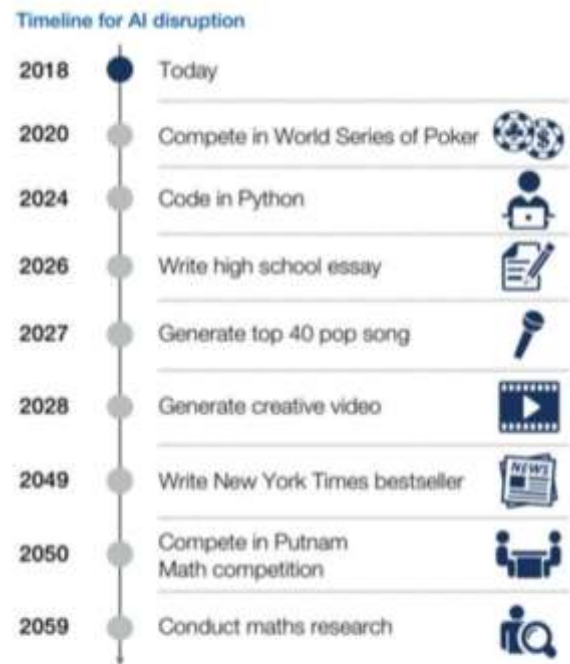 Timeline for AI disruption
2018 Today
2020 Compete in World Series of Poker
2024 Code in Python
2026 Write high school essay
2027 Generate top 40 pop song
2028 Generate creative video
NEWS
2049 Write New York Times bestseller
2050 Compete in Putnam
Math competition
2059 Conduct maths research